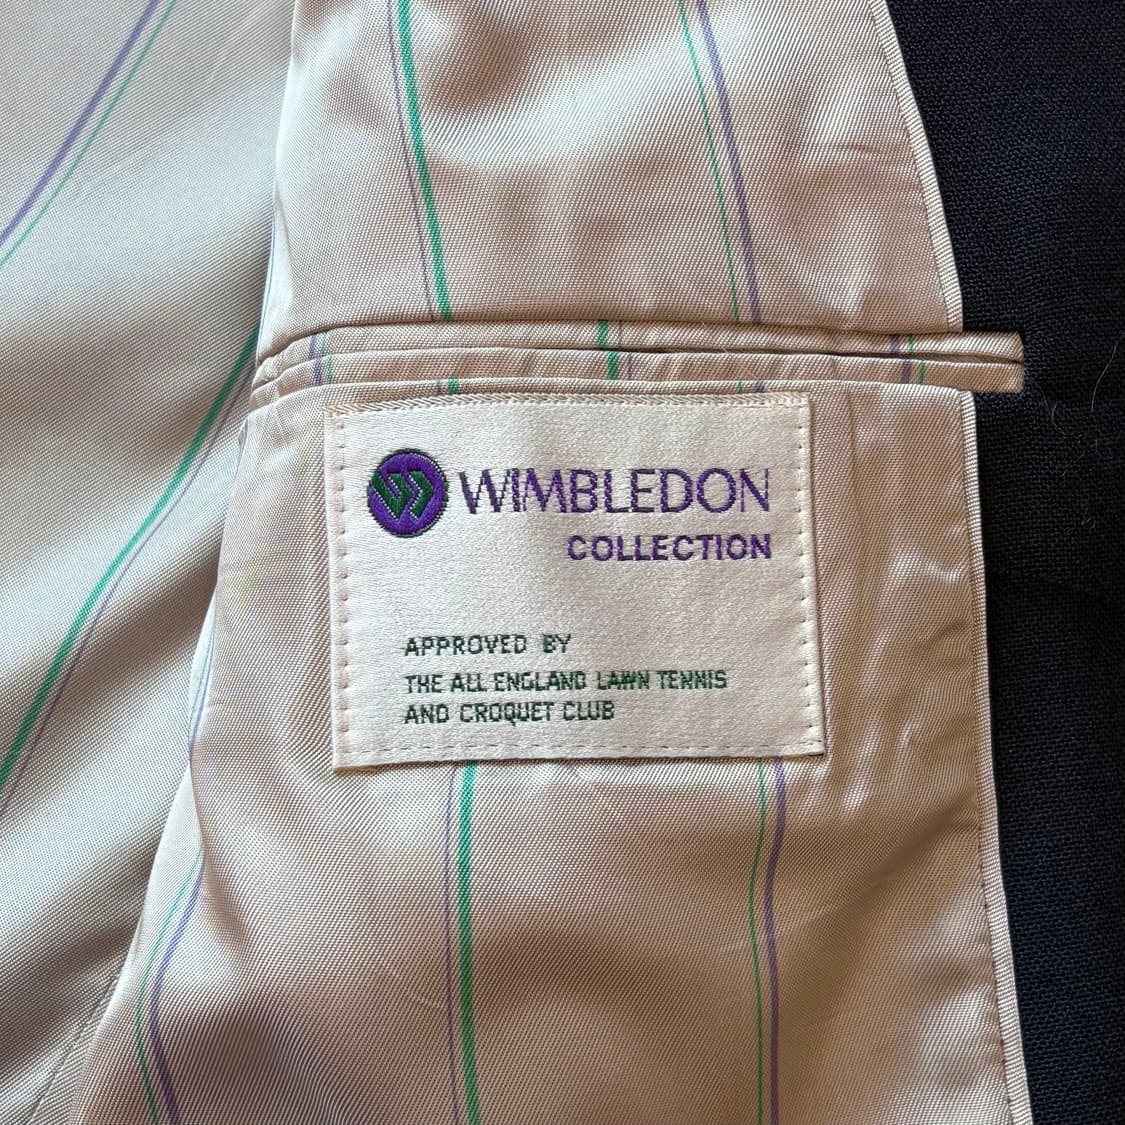 WIMBLEDON
COLLECTION
APPROVED BY
THE ALL ENGLAND LAWN TENNIS
AND CROQUET CLUB